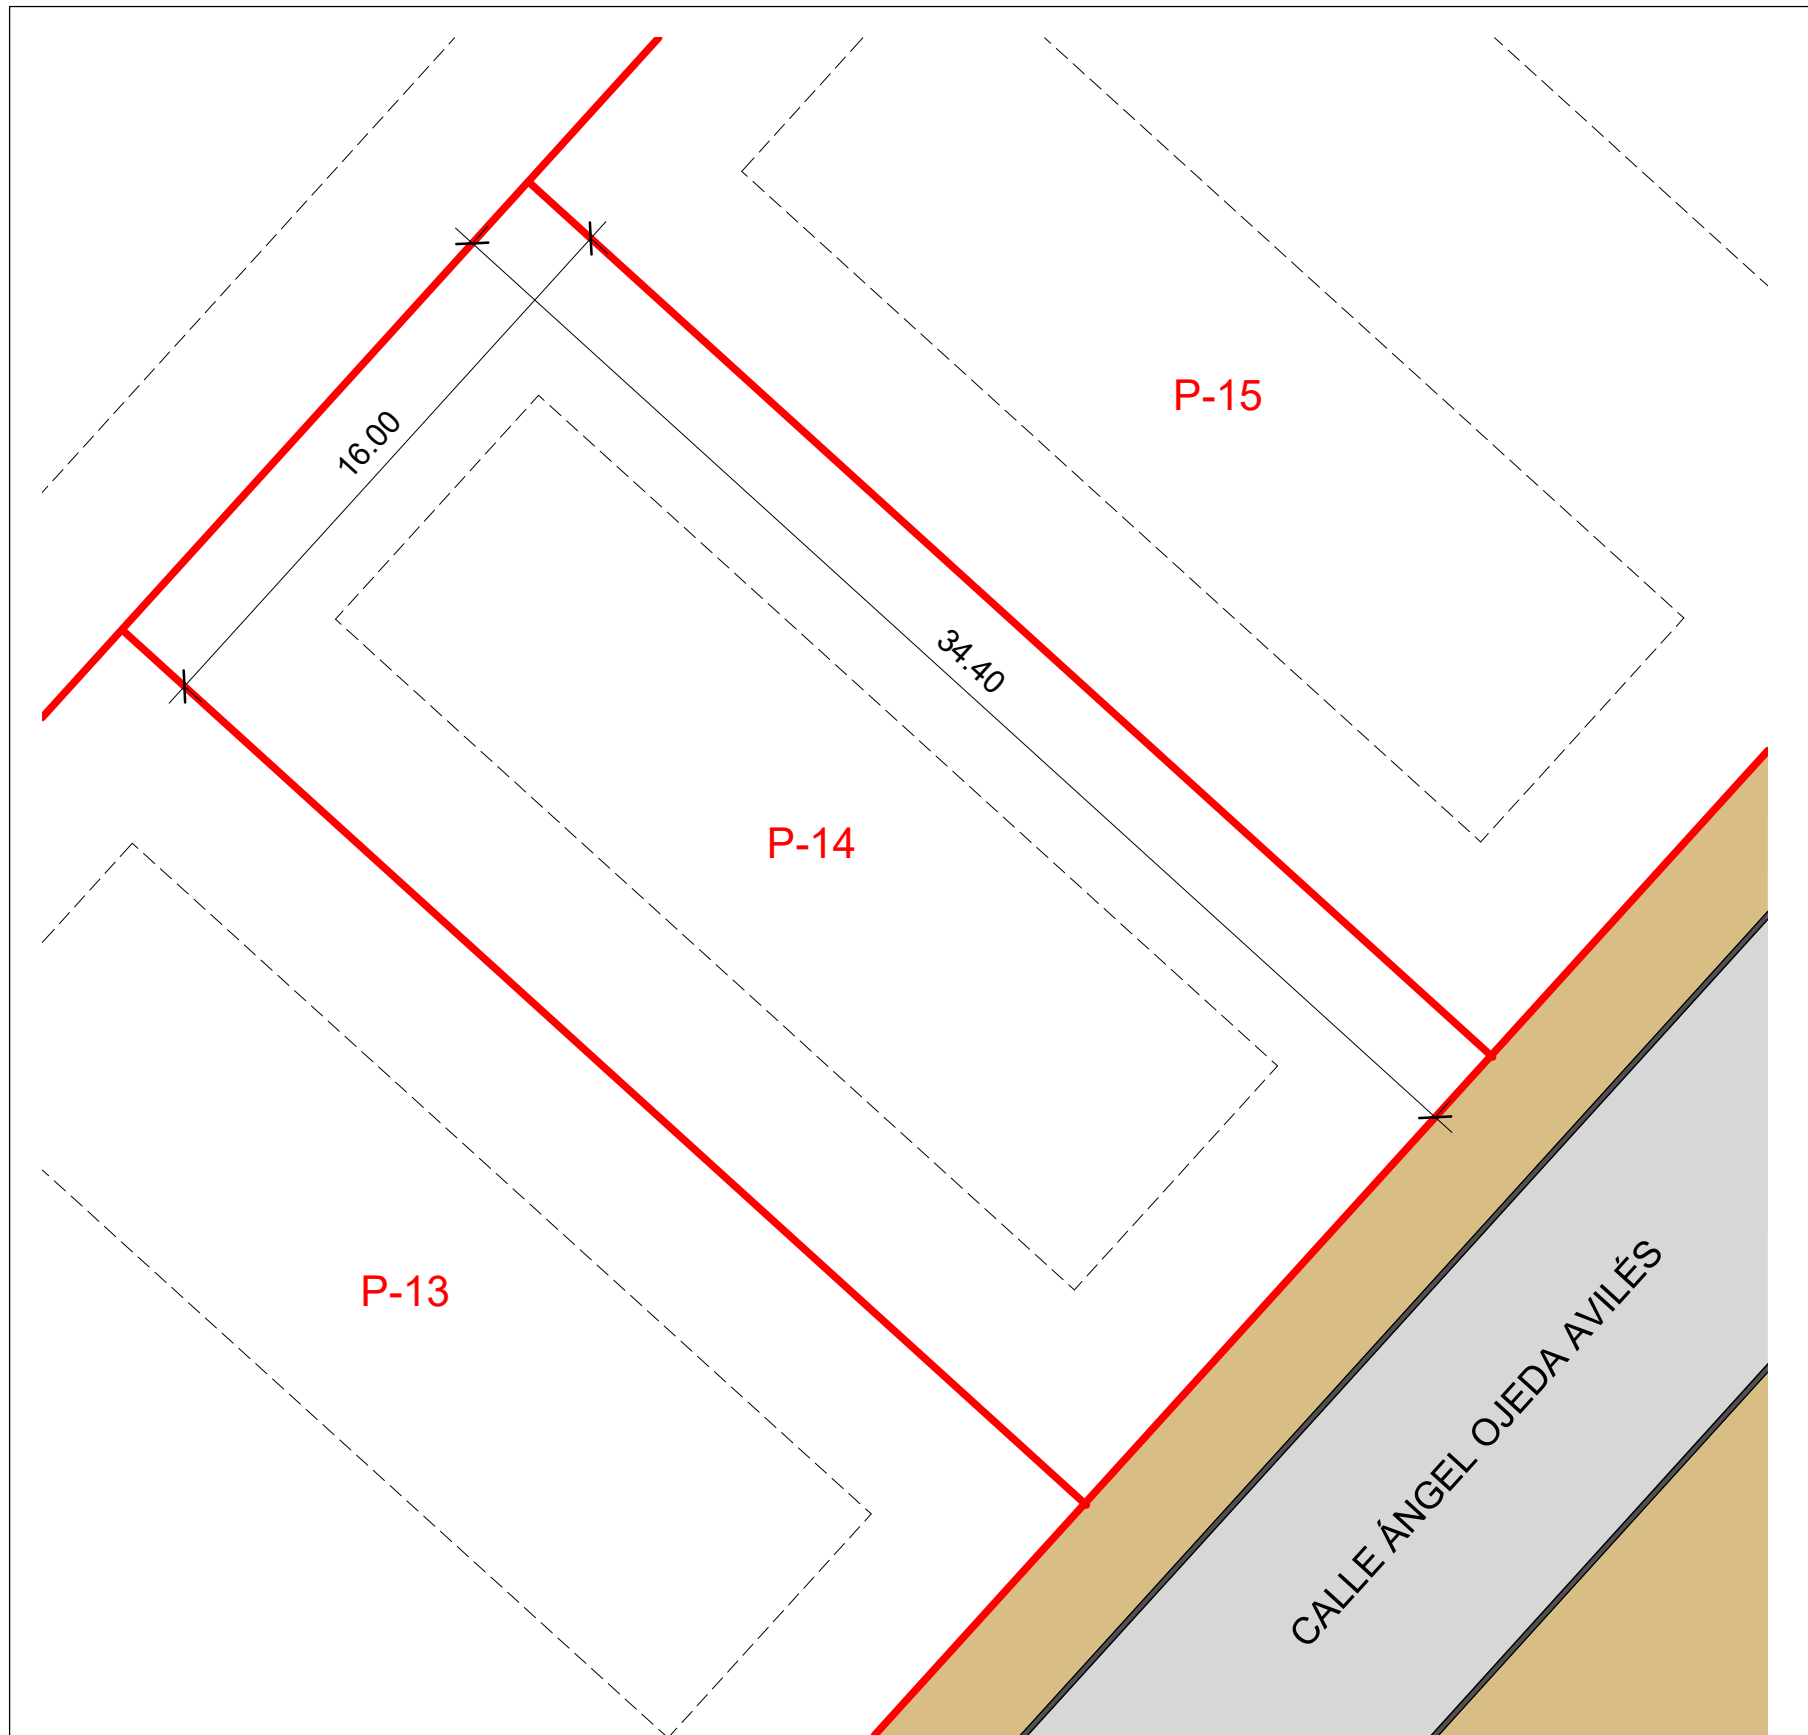 P-15
16.00
34.40
P-14
P-13
CALLE ÁNGEL OJEDA AVILÉS